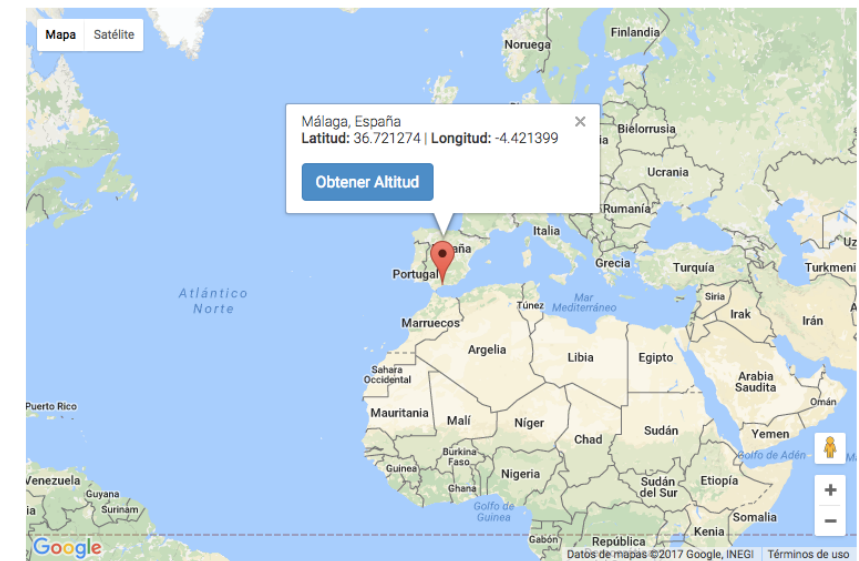 Mapa Satélite
Noruega
Finlandia
Málaga, España
Latitud: 36.721274 | Longitud: -4.421399
Obtener Altitud
Bielorrusia
Ucrania
Rumanía
Italia
Portugal
Grecia
Turquía
Turkmeni
Uz
Atlántico
Norte
Túnez
Mar
Mediterráneo
Siria
Irak
Irán
Marruecos
Argelia
Libia
Egipto
Sahara
Occidental
Arabia
Saudita
Omán
Puerto Rico
Mauritania
Malí
Níger
Chad
Sudán
Yemen
Golfo de Adén
Burkina
Faso
Guinea
Ghana
Nigeria
Sudán
del Sur
Etiopía
Venezuela
Guyana
Surinam
Golfo de
Guinea
Somalia
Gabón
República
Kenia
Google
Datos de mapas ©2017 Google, INEGI
Términos de uso